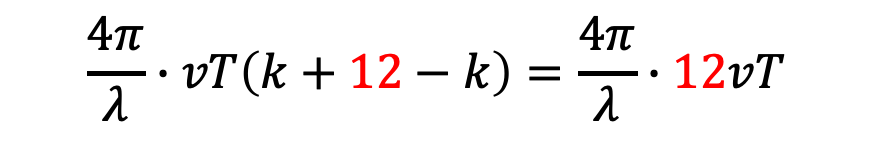 4π/λ · vT(k + 12 − k) = 4π/λ · 12vT